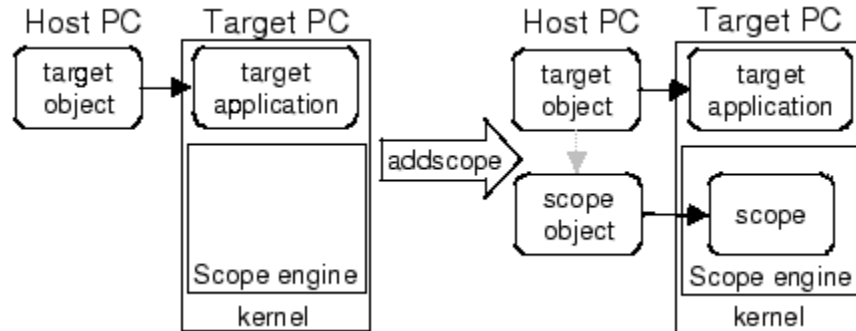 Host PC
Target PC
target
object
target
application
Scope engine
kernel
addscope
Host PC
Target PC
target
object
target
application
scope
object
scope
Scope engine
kernel